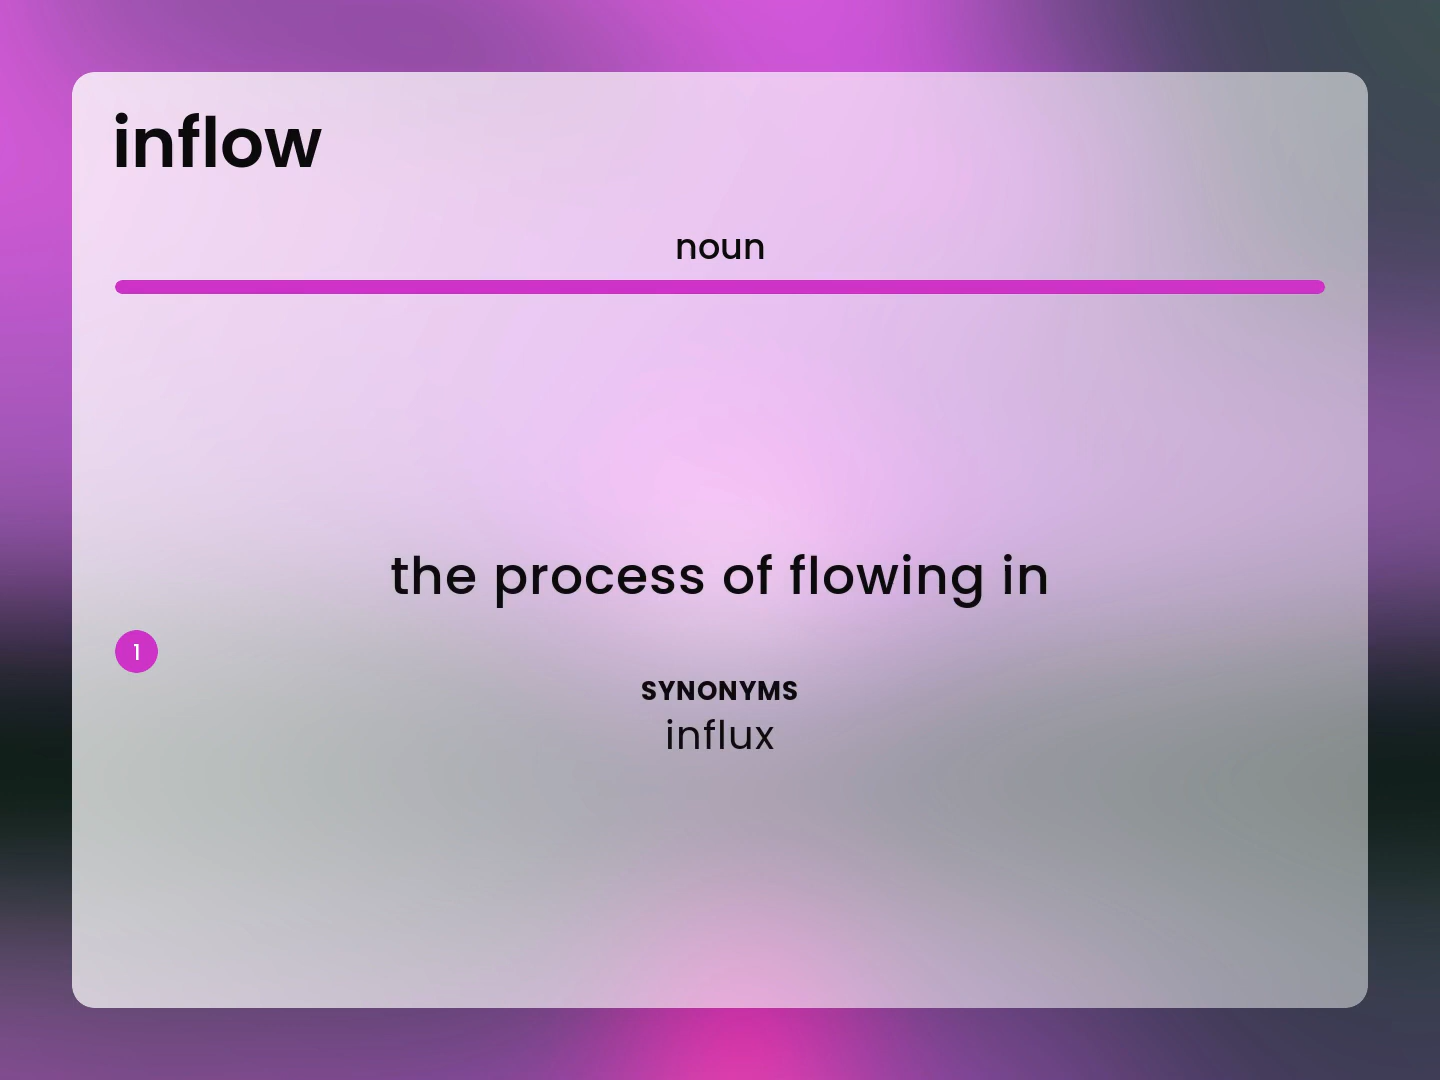 inflow
noun
the process of flowing in
1
SYNONYMS
influx